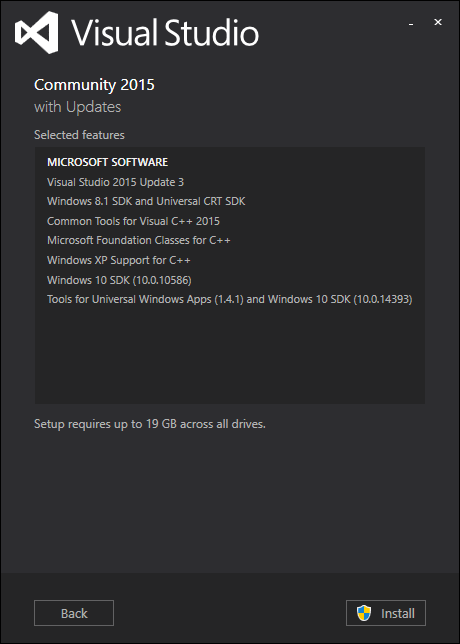 Visual Studio
Community 2015
with Updates
Selected features
MICROSOFT SOFTWARE
Visual Studio 2015 Update 3
Windows 8.1 SDK and Universal CRT SDK
Common Tools for Visual C++ 2015
Microsoft Foundation Classes for C++
Windows XP Support for C++
Windows 10 SDK (10.0.10586)
Tools for Universal Windows Apps (1.4.1) and Windows 10 SDK (10.0.14393)
Setup requires up to 19 GB across all drives.
Back
Install